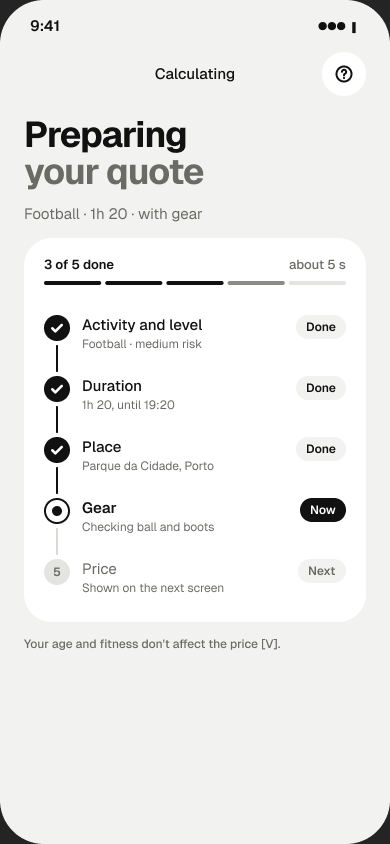 9:41
Calculating
Preparing
your quote
Football · 1h 20 · with gear
3 of 5 done
about 5 s
Activity and level
Done
Football · medium risk
Duration
Done
1h 20, until 19:20
Place
Done
Parque da Cidade, Porto
Gear
Now
Checking ball and boots
5
Price
Next
Shown on the next screen
Your age and fitness don't affect the price [V].